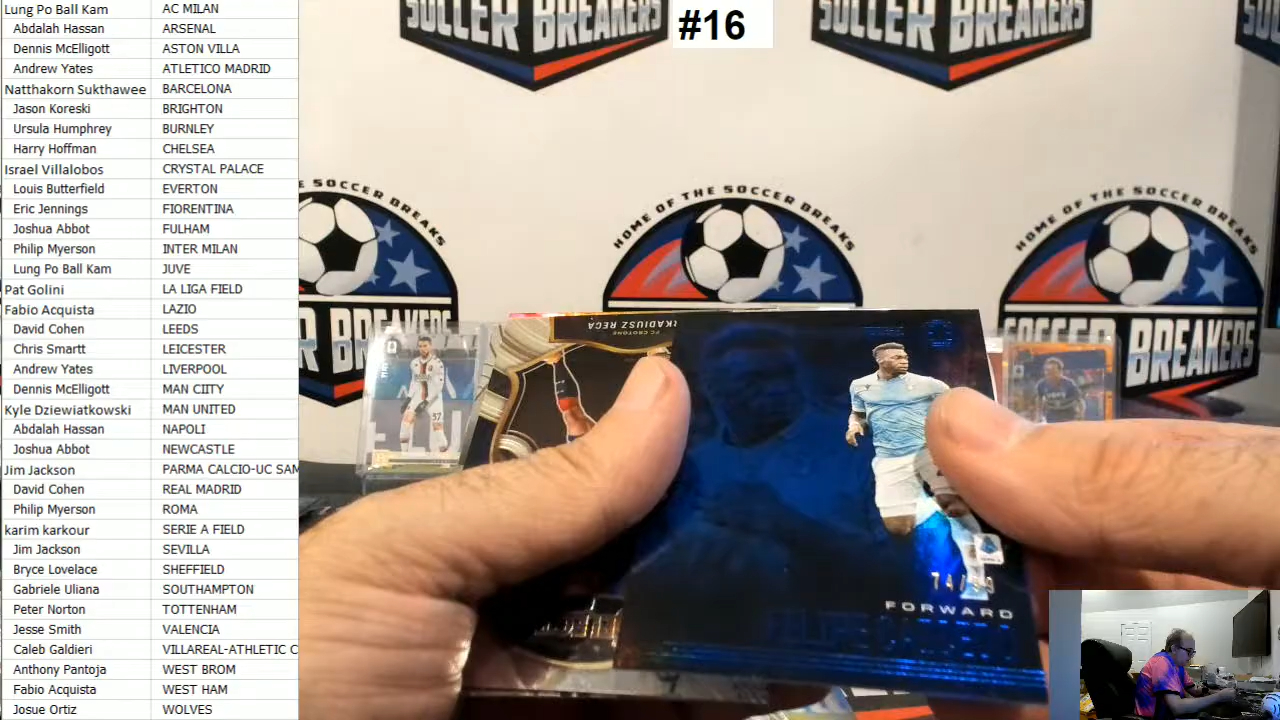 Lung Po Ball Kam AC MILAN
Abdalah Hassan ARSENAL
Dennis McElligott ASTON VILLA
Andrew Yates ATLETICO MADRID
Natthakorn Sukthawee BARCELONA
Jason Koreski BRIGHTON
Ursula Humphrey BURNLEY
Harry Hoffman CHELSEA
Israel Villalobos CRYSTAL PALACE
Louis Butterfield EVERTON
Eric Jennings FIORENTINA
Joshua Abbot FULHAM
Philip Myerson INTER MILAN
Lung Po Ball Kam JUVE
Pat Golini LA LIGA FIELD
Fabio Acquista LAZIO
David Cohen LEEDS
Chris Smartt LEICESTER
Andrew Yates LIVERPOOL
Dennis McElligott MAN CIITY
Kyle Dziewiatkowski MAN UNITED
Abdalah Hassan NAPOLI
Joshua Abbot NEWCASTLE
Jim Jackson PARMA CALCIO-UC SAM
David Cohen REAL MADRID
Philip Myerson ROMA
karim karkour SERIE A FIELD
Jim Jackson SEVILLA
Bryce Lovelace SHEFFIELD
Gabriele Uliana SOUTHAMPTON
Peter Norton TOTTENHAM
Jesse Smith VALENCIA
Caleb Galdieri VILLAREAL-ATHLETIC C
Anthony Pantoja WEST BROM
Fabio Acquista WEST HAM
Josue Ortiz WOLVES
SOCCER BREAKERS
#16
SOCCER BREAKERS
E SOCCER BREAKS
HOME OF THE SOCCER BREAKS
HOME OF THE SOCCER BREAKS
BREAKERS
SOCCER BREAKERS
RKADIUSZ RECA
FC CROTONE
37
74/99
FORWARD